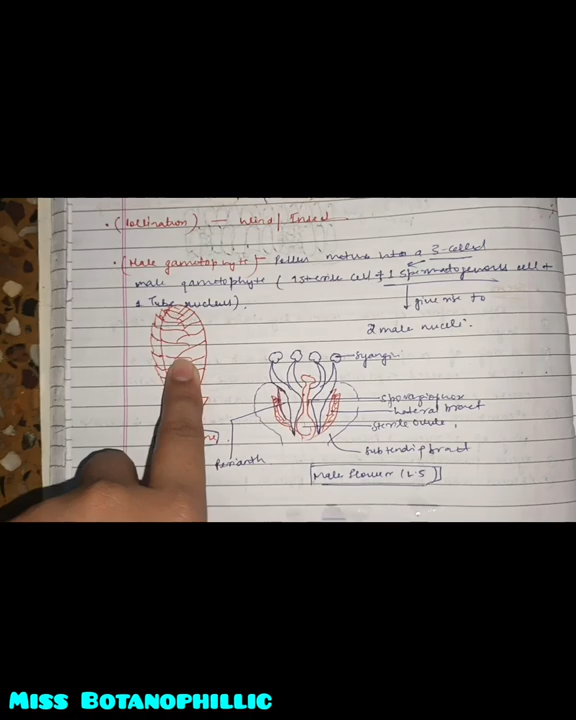 • (Pollination) — Wind/Insect.
• (Male gametophyte) — Pollen mature into a 3-celled
male gametophyte (1 sterile cell + 1 spermatogenous cell +
1 Tube nucleus).
give rise to
2 male nuclei.
Synangi
Sporangiophore
Lateral bract
Sterile ovule,
Subtending bract
Perianth
Male flower (L.S)
Miss Botanophillic